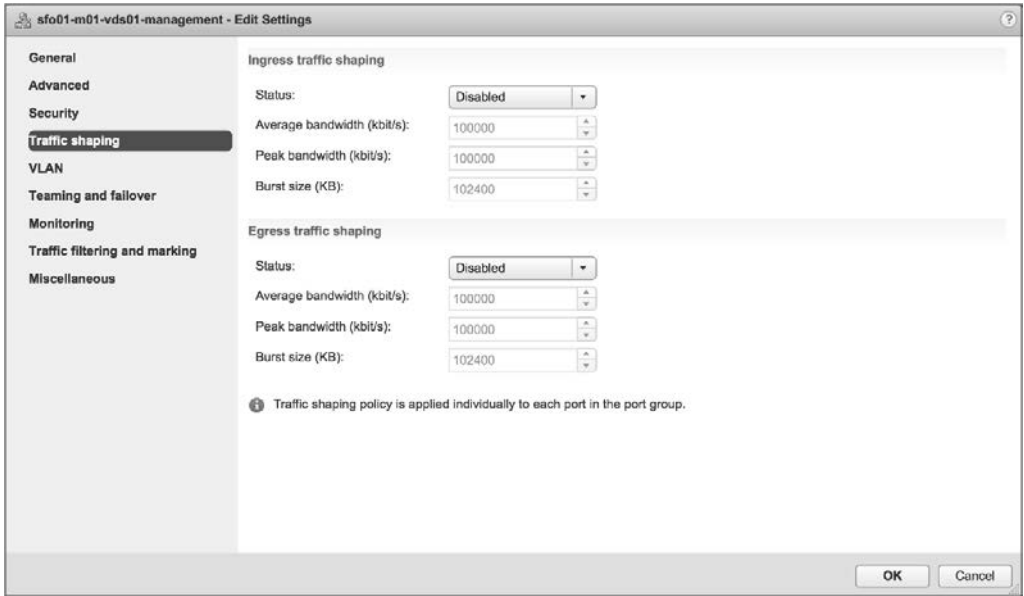 sfo01-m01-vds01-management - Edit Settings ?
General
Advanced
Security
Traffic shaping
VLAN
Teaming and failover
Monitoring
Traffic filtering and marking
Miscellaneous
Ingress traffic shaping
Status: Disabled
Average bandwidth (kbit/s): 100000
Peak bandwidth (kbit/s): 100000
Burst size (KB): 102400
Egress traffic shaping
Status: Disabled
Average bandwidth (kbit/s): 100000
Peak bandwidth (kbit/s): 100000
Burst size (KB): 102400
Traffic shaping policy is applied individually to each port in the port group.
OK Cancel